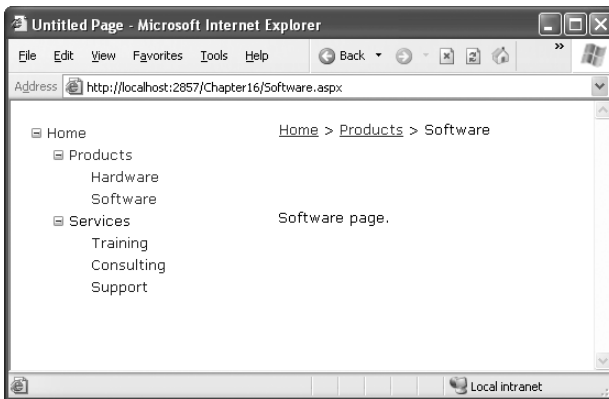 Untitled Page - Microsoft Internet Explorer
File Edit View Favorites Tools Help Back »
Address http://localhost:2857/Chapter16/Software.aspx
Home
Products
Hardware
Software
Services
Training
Consulting
Support
Home > Products > Software
Software page.
Local intranet